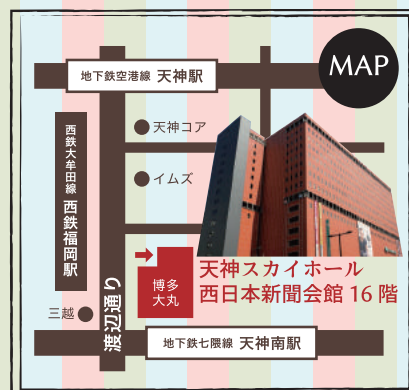 MAP
地下鉄空港線 天神駅
天神コア
西鉄大牟田線 西鉄福岡駅
イムズ
天神スカイホール
西日本新聞会館 16 階
博多
大丸
渡辺通り
三越
地下鉄七隈線 天神南駅